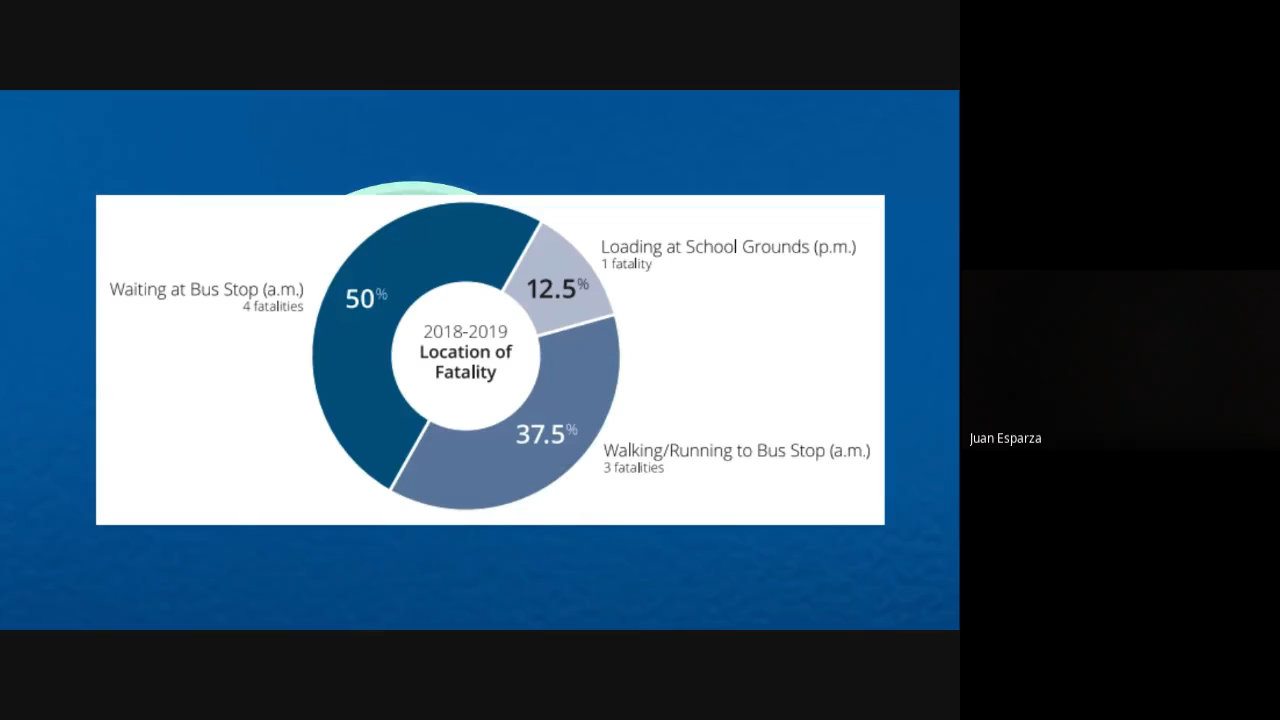 Waiting at Bus Stop (a.m.)
4 fatalities
50%
2018-2019
Location of
Fatality
12.5%
Loading at School Grounds (p.m.)
1 fatality
37.5%
Walking/Running to Bus Stop (a.m.)
3 fatalities
Juan Esparza